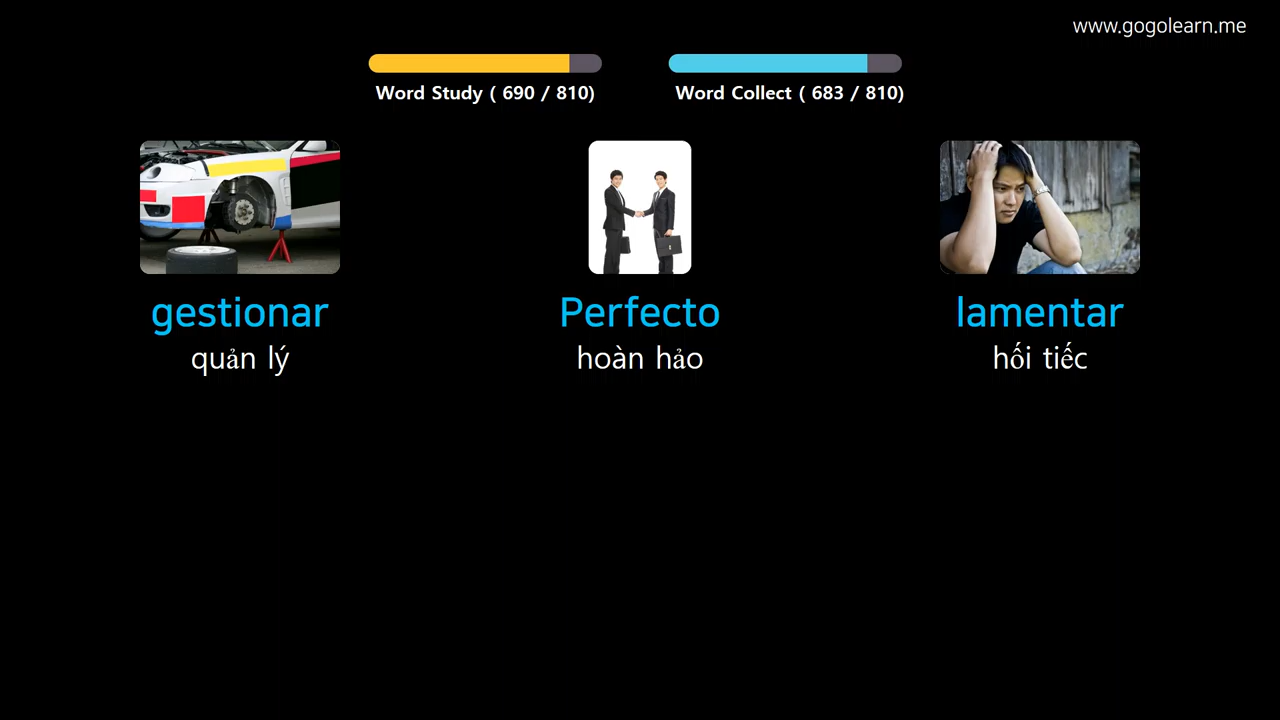 www.gogolearn.me
Word Study ( 690 / 810)
Word Collect ( 683 / 810)
gestionar
Perfecto
lamentar
quản lý
hoàn hảo
hối tiếc